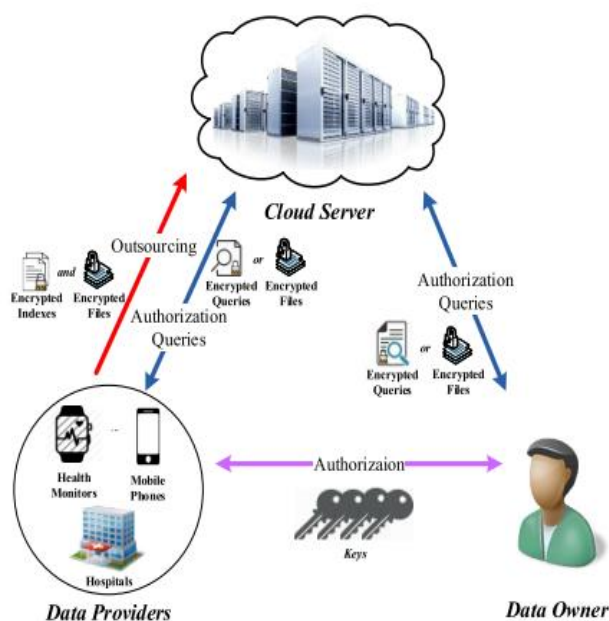 Cloud Server
Outsourcing
Encrypted Indexes
and
Encrypted Files
Encrypted Queries
or
Encrypted Files
Authorization Queries
Authorization Queries
Encrypted Queries
or
Encrypted Files
...
Health Monitors
Mobile Phones
Hospitals
Authorizaion
Keys
Data Providers
Data Owner